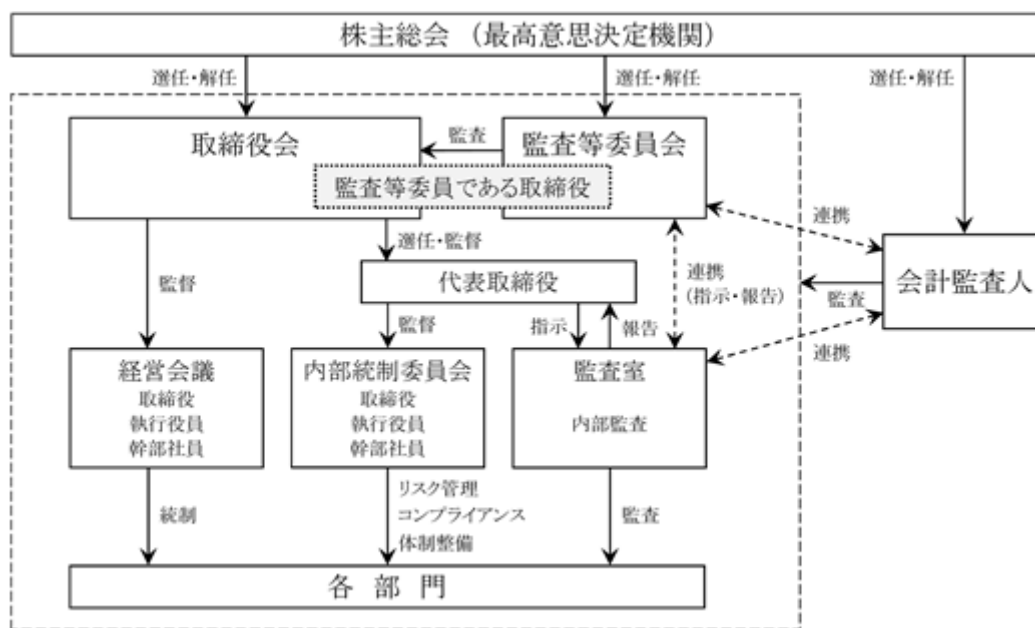 株主総会 （最高意思決定機関）
選任・解任
選任・解任
選任・解任
取締役会
監査
監査等委員会
監査等委員である取締役
連携
選任・監督
監督
代表取締役
連携
(指示・報告)
会計監査人
監査
監督
指示
報告
連携
経営会議
取締役
執行役員
幹部社員
内部統制委員会
取締役
執行役員
幹部社員
監査室
内部監査
統制
リスク管理
コンプライアンス
体制整備
監査
各 部 門